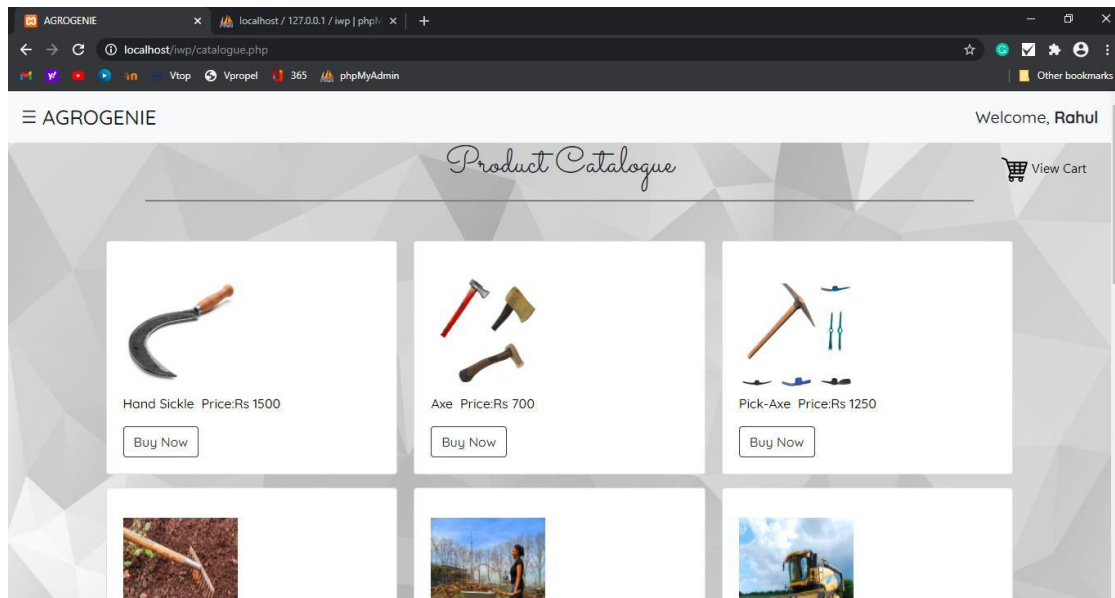 AGROGENIE
localhost / 127.0.0.1 / iwp | phpM
localhost/iwp/catalogue.php
Vtop Vpropel 365 phpMyAdmin Other bookmarks
☰ AGROGENIE Welcome, Rahul
Product Catalogue
View Cart
Hand Sickle Price:Rs 1500 Axe Price:Rs 700 Pick-Axe Price:Rs 1250
Buy Now Buy Now Buy Now